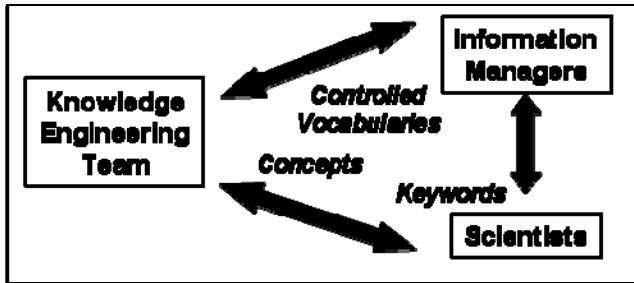 Information
Managers
Knowledge
Engineering
Team
Controlled
Vocabularies
Concepts
Keywords
Scientists